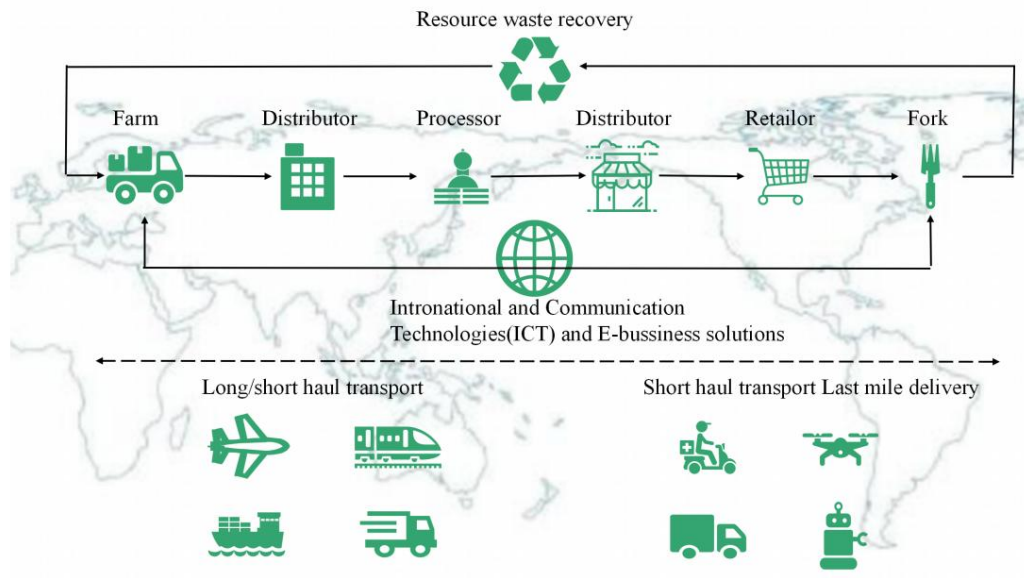 Resource waste recovery
Farm
Distributor
Processor
Distributor
Retailor
Fork
Intronational and Communication
Technologies(ICT) and E-bussiness solutions
Long/short haul transport
Short haul transport Last mile delivery